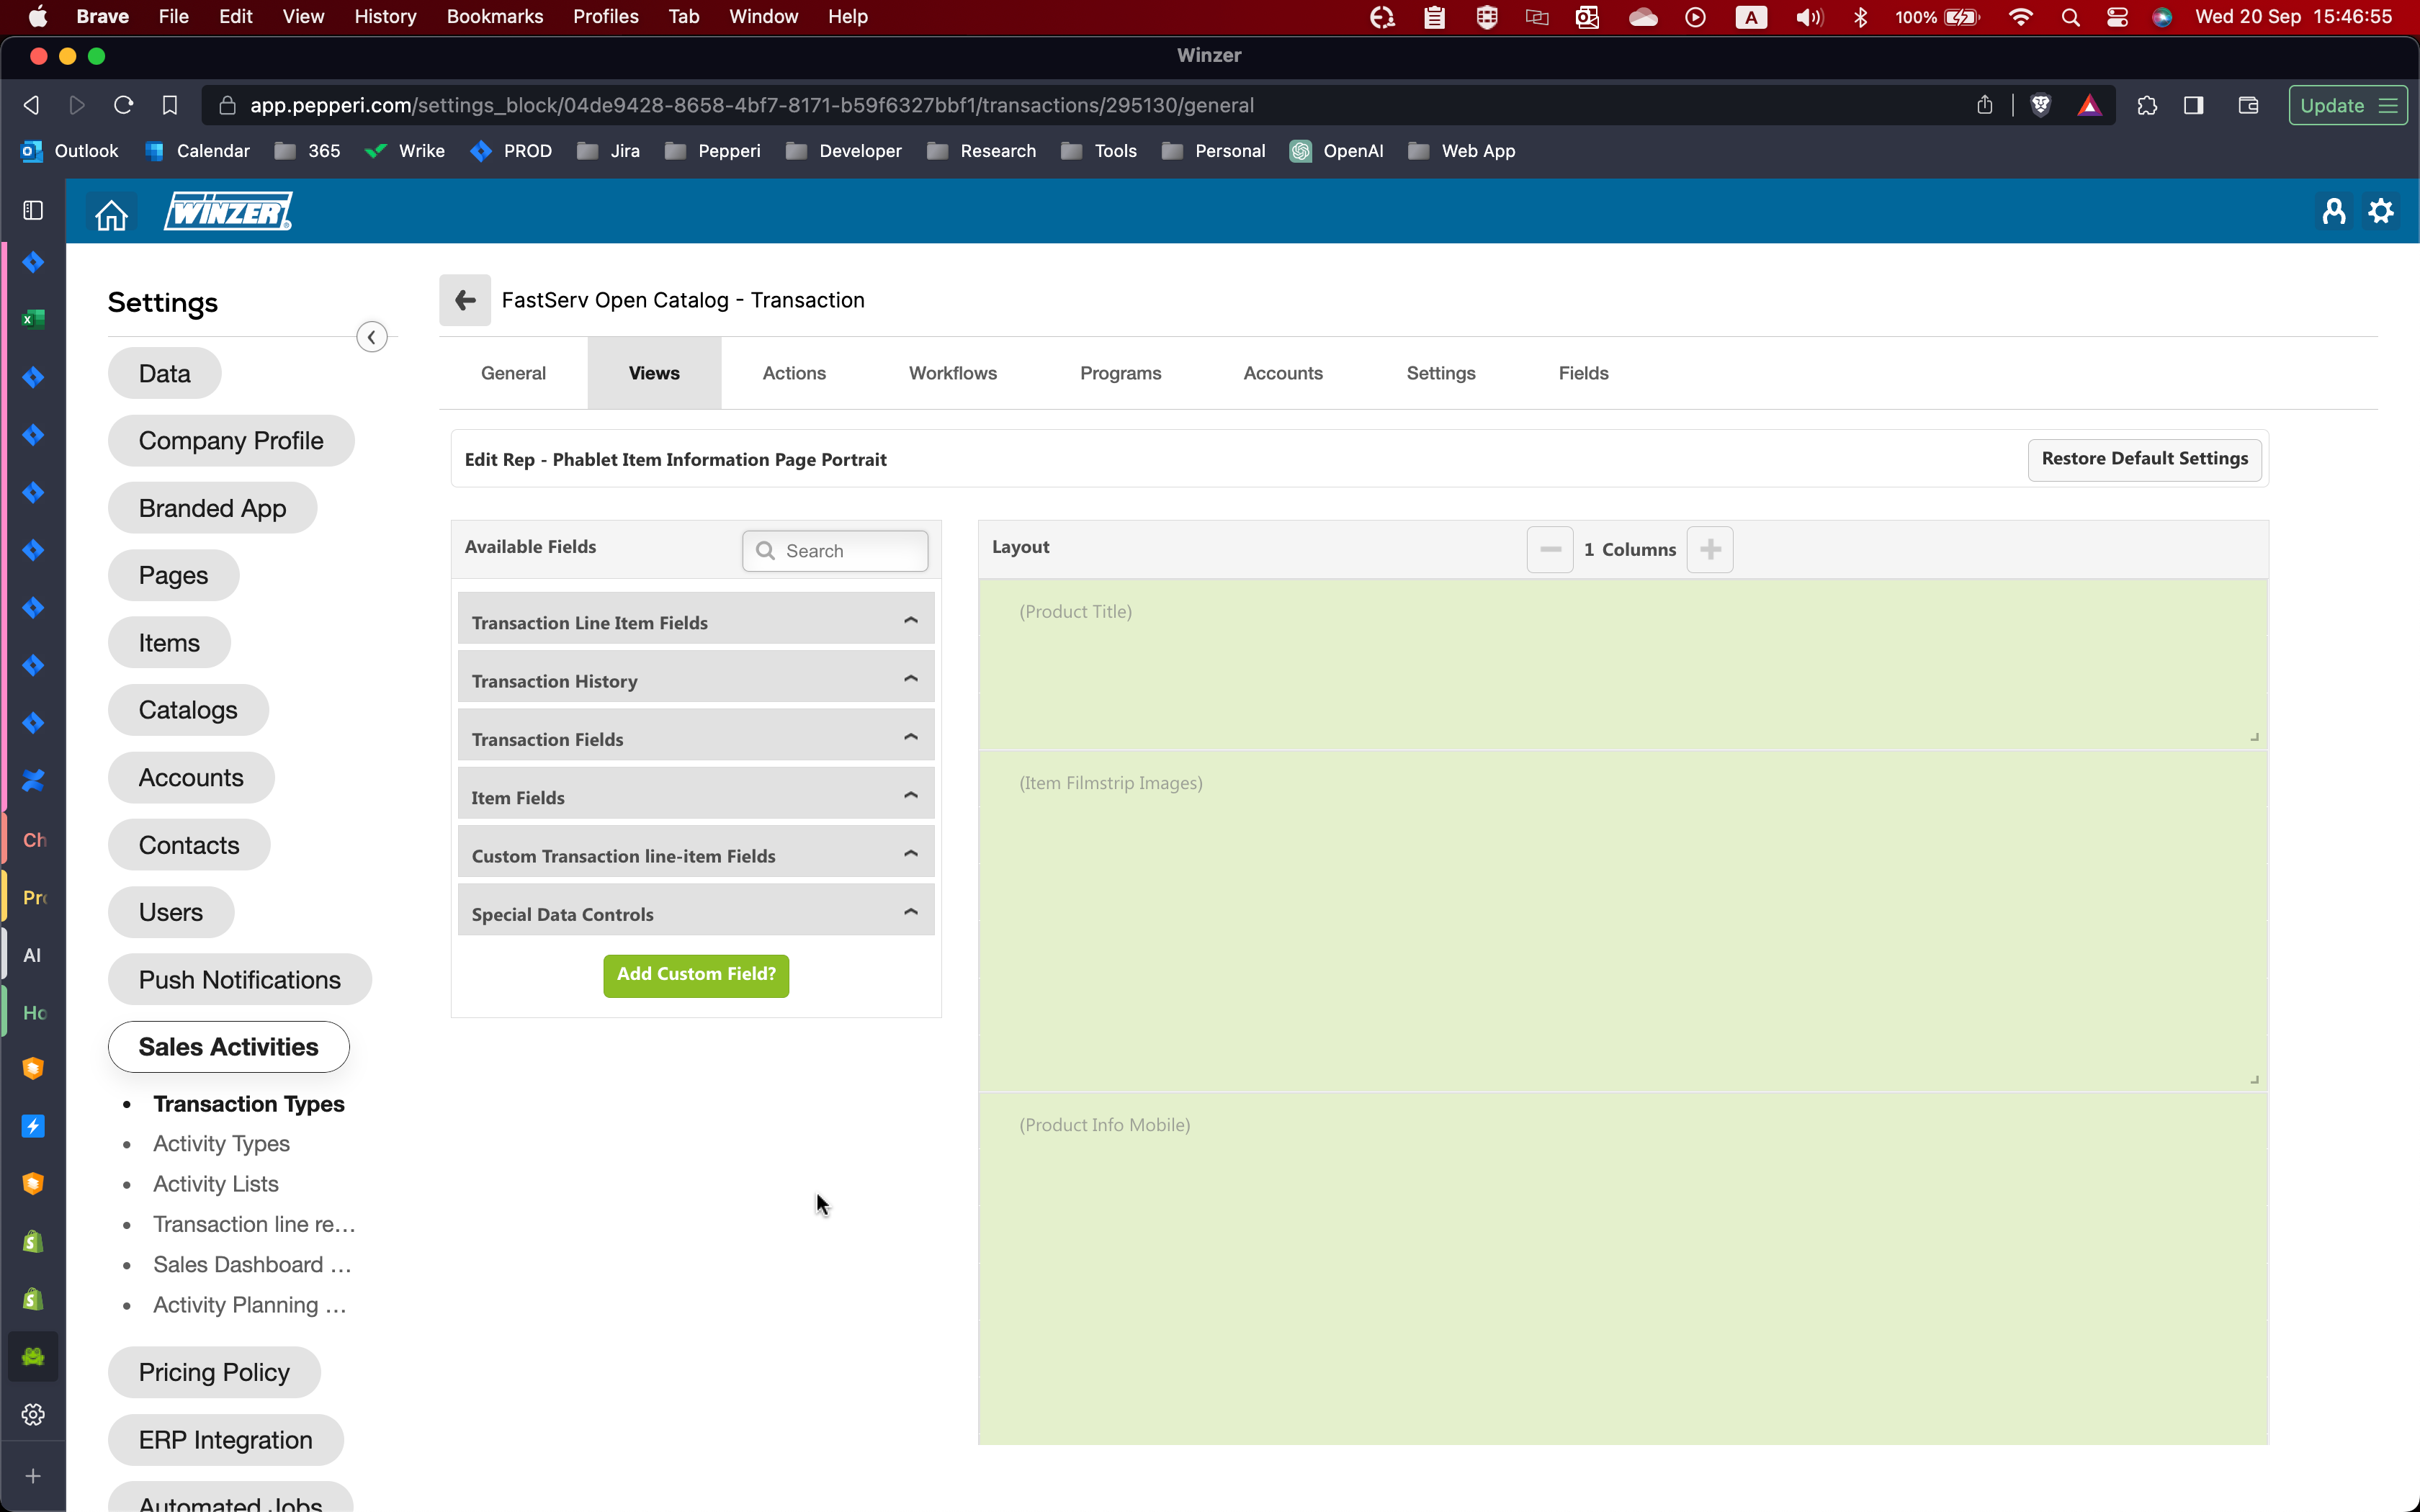 Brave File Edit View History Bookmarks Profiles Tab Window Help A 100% Wed 20 Sep 15:46:55
Winzer
app.pepperi.com/settings_block/04de9428-8658-4bf7-8171-b59f6327bbf1/transactions/295130/general Update
Outlook Calendar 365 Wrike PROD Jira Pepperi Developer Research Tools Personal OpenAI Web App
WINZER
Settings
FastServ Open Catalog - Transaction
General Views Actions Workflows Programs Accounts Settings Fields
Edit Rep - Phablet Item Information Page Portrait
Restore Default Settings
Data
Company Profile
Branded App
Pages
Items
Catalogs
Accounts
Contacts
Users
Push Notifications
Sales Activities
Transaction Types
Activity Types
Activity Lists
Transaction line re...
Sales Dashboard ...
Activity Planning ...
Pricing Policy
ERP Integration
Automated Jobs
Available Fields
Search
Transaction Line Item Fields
Transaction History
Transaction Fields
Item Fields
Custom Transaction line-item Fields
Special Data Controls
Add Custom Field?
Layout
1 Columns
(Product Title)
(Item Filmstrip Images)
(Product Info Mobile)
Ch
Pr
AI
Ho